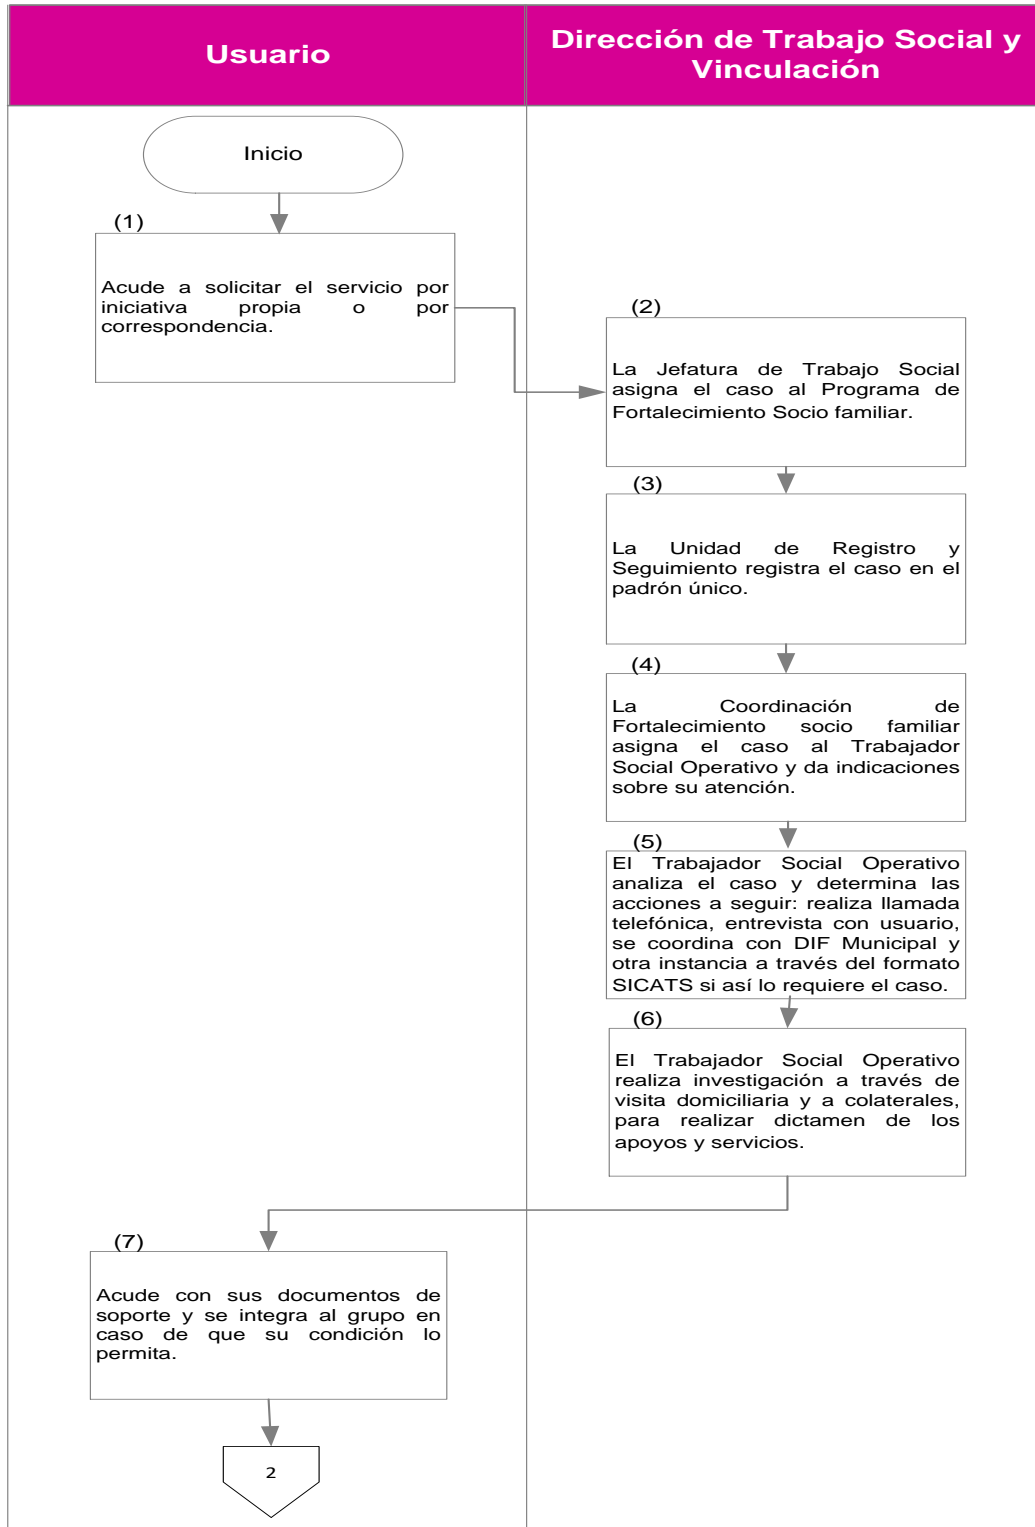 Usuario
Dirección de Trabajo Social y
Vinculación
Inicio
(1)
Acude a solicitar el servicio por
iniciativa propia o por
correspondencia.
(2)
La Jefatura de Trabajo Social
asigna el caso al Programa de
Fortalecimiento Socio familiar.
(3)
La Unidad de Registro y
Seguimiento registra el caso en el
padrón único.
(4)
La Coordinación de
Fortalecimiento socio familiar
asigna el caso al Trabajador
Social Operativo y da indicaciones
sobre su atención.
(5)
El Trabajador Social Operativo
analiza el caso y determina las
acciones a seguir: realiza llamada
telefónica, entrevista con usuario,
se coordina con DIF Municipal y
otra instancia a través del formato
SICATS si así lo requiere el caso.
(6)
El Trabajador Social Operativo
realiza investigación a través de
visita domiciliaria y a colaterales,
para realizar dictamen de los
apoyos y servicios.
(7)
Acude con sus documentos de
soporte y se integra al grupo en
caso de que su condición lo
permita.
2